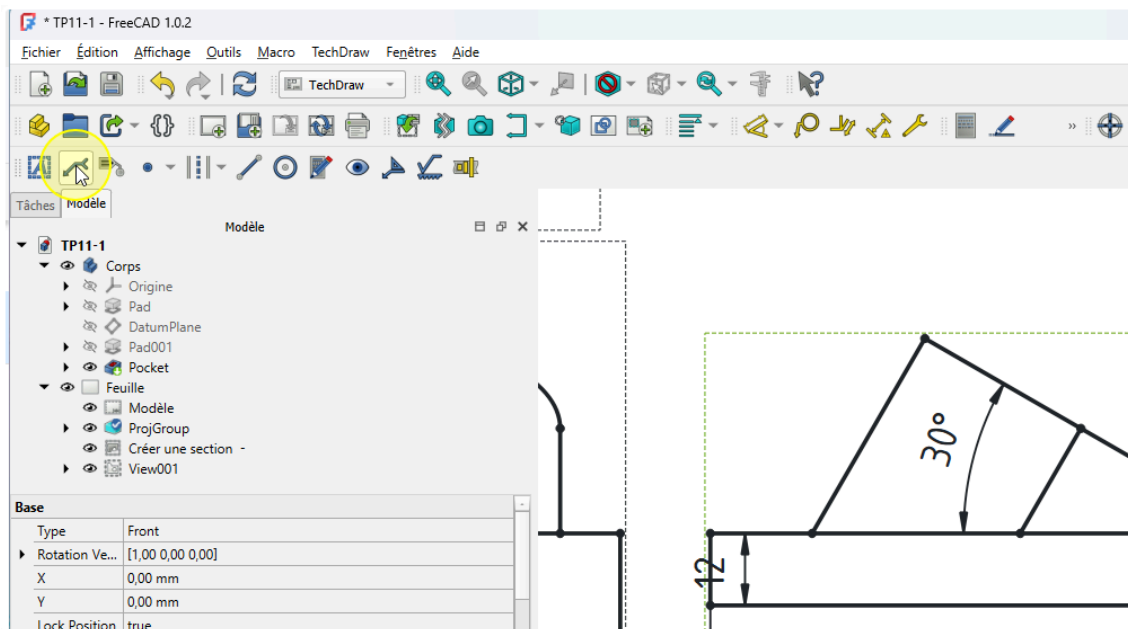 * TP11-1 - FreeCAD 1.0.2
Fichier Édition Affichage Outils Macro TechDraw Fenêtres Aide
TechDraw
»
Tâches Modèle
Modèle
TP11-1
Corps
Origine
Pad
DatumPlane
Pad001
Pocket
Feuille
Modèle
ProjGroup
Créer une section -
View001
Base
Type Front
Rotation Ve... [1,00 0,00 0,00]
X 0,00 mm
Y 0,00 mm
Lock Position true
30°
12